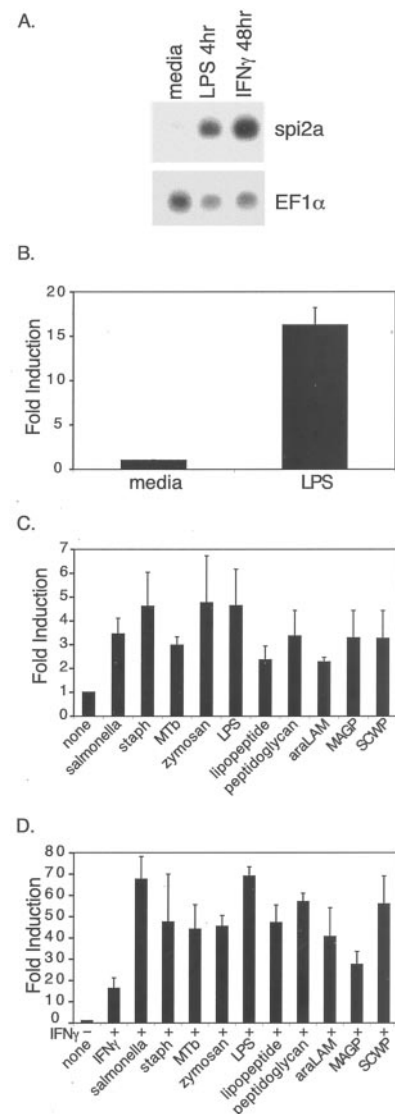 A.
media
LPS 4hr
IFNγ 48hr
spi2a
EF1α
B.
Fold Induction
20
15
10
5
0
media
LPS
C.
Fold Induction
7
6
5
4
3
2
1
0
none
salmonella
staph
MTb
zymosan
LPS
lipopeptide
peptidoglycan
araLAM
MAGP
SCWP
D.
Fold Induction
80
70
60
50
40
30
20
10
0
IFNγ − + + + + + + + + + + +
none
IFNγ
salmonella
staph
MTb
zymosan
LPS
lipopeptide
peptidoglycan
araLAM
MAGP
SCWP